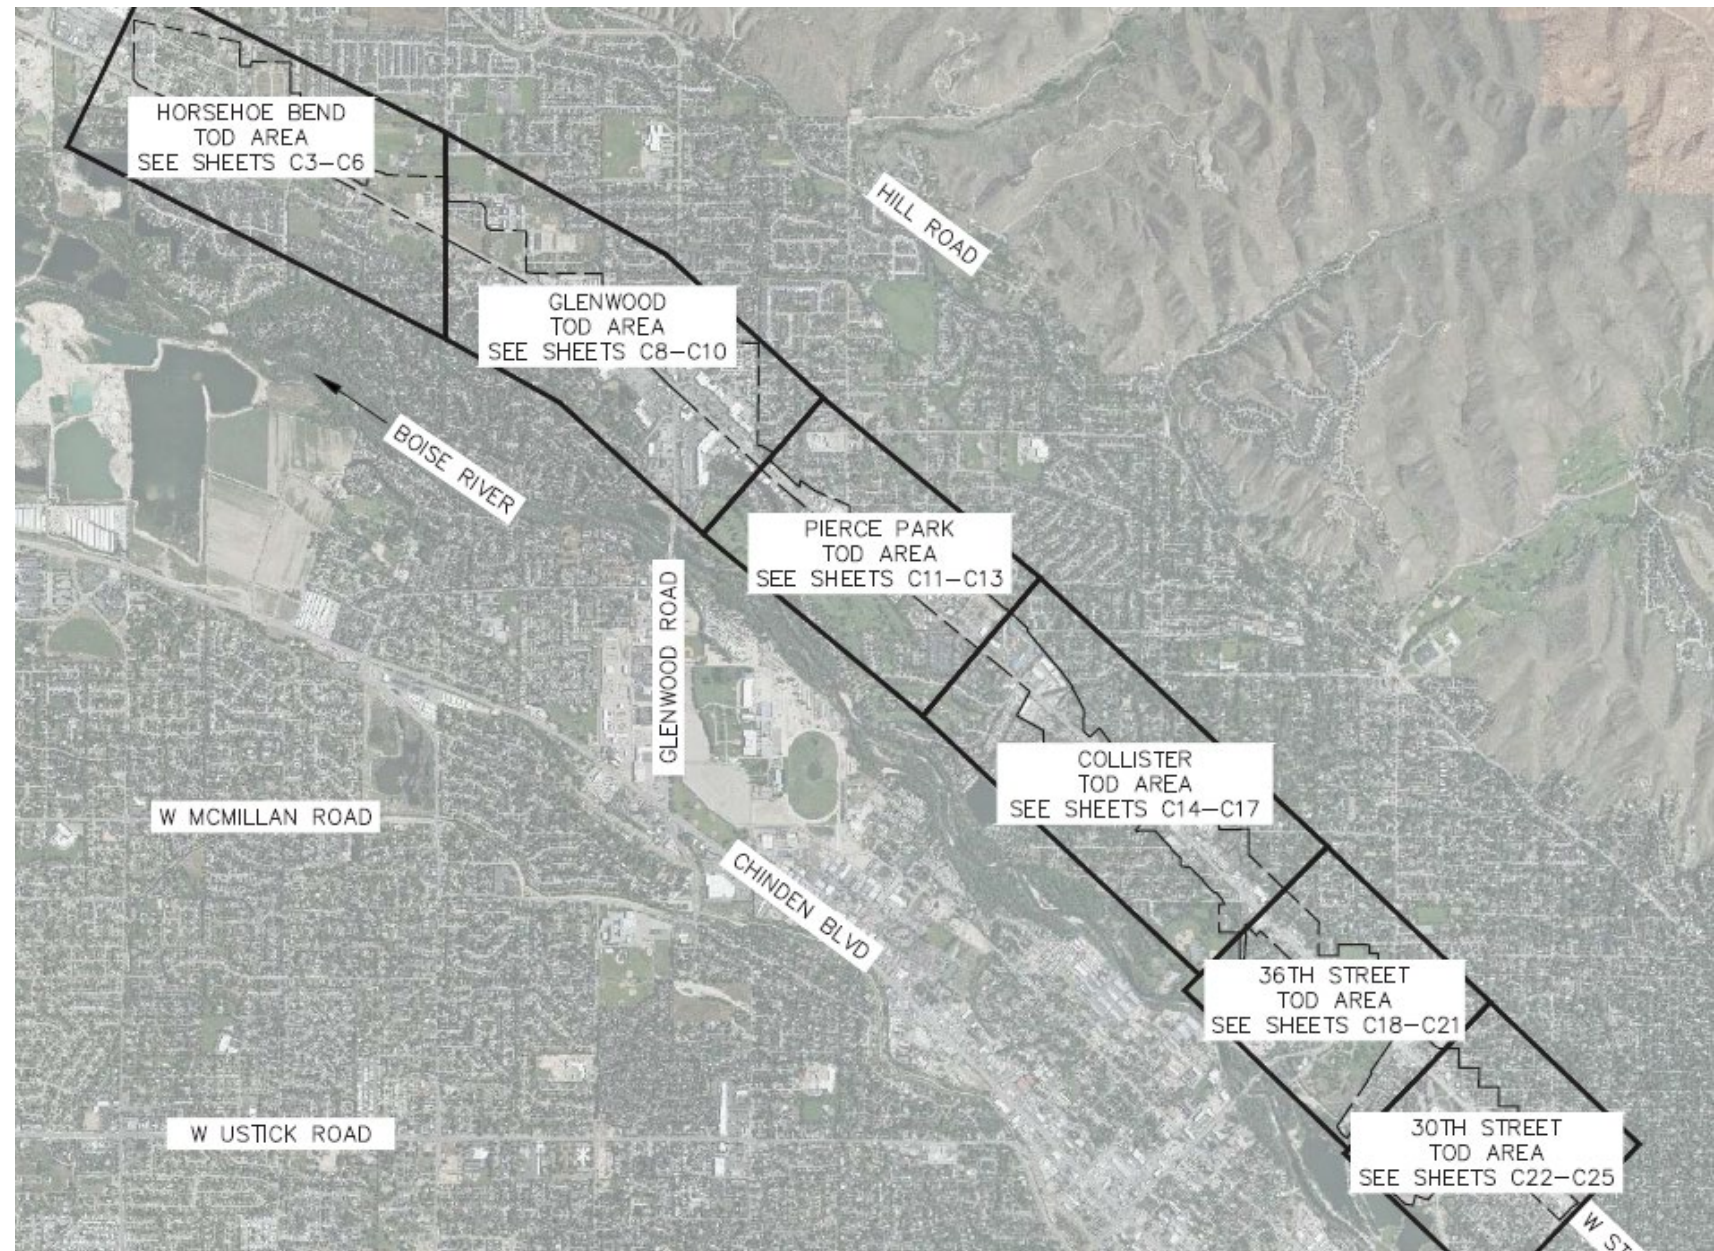 HORSEHOE BEND
TOD AREA
SEE SHEETS C3-C6
HILL ROAD
GLENWOOD
TOD AREA
SEE SHEETS C8-C10
BOISE RIVER
PIERCE PARK
TOD AREA
SEE SHEETS C11-C13
GLENWOOD ROAD
COLLISTER
TOD AREA
SEE SHEETS C14-C17
W MCMILLAN ROAD
CHINDEN BLVD
36TH STREET
TOD AREA
SEE SHEETS C18-C21
W USTICK ROAD
30TH STREET
TOD AREA
SEE SHEETS C22-C25
W